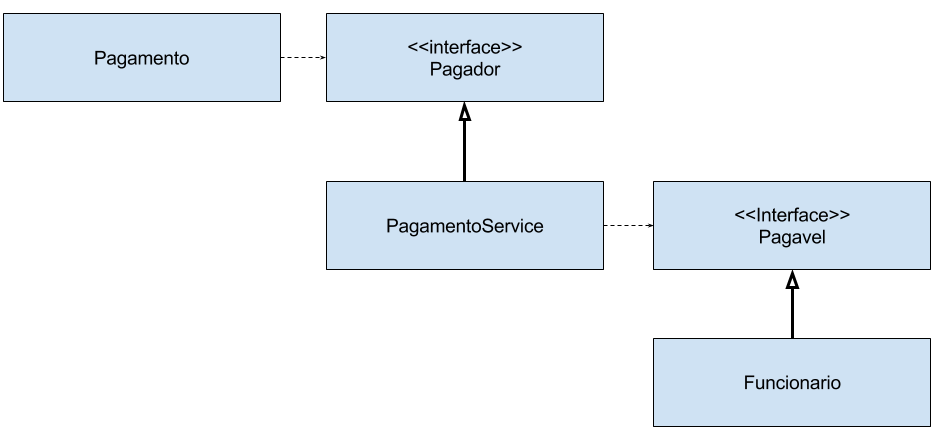 Pagamento
<<interface>>
Pagador
PagamentoService
<<Interface>>
Pagavel
Funcionario